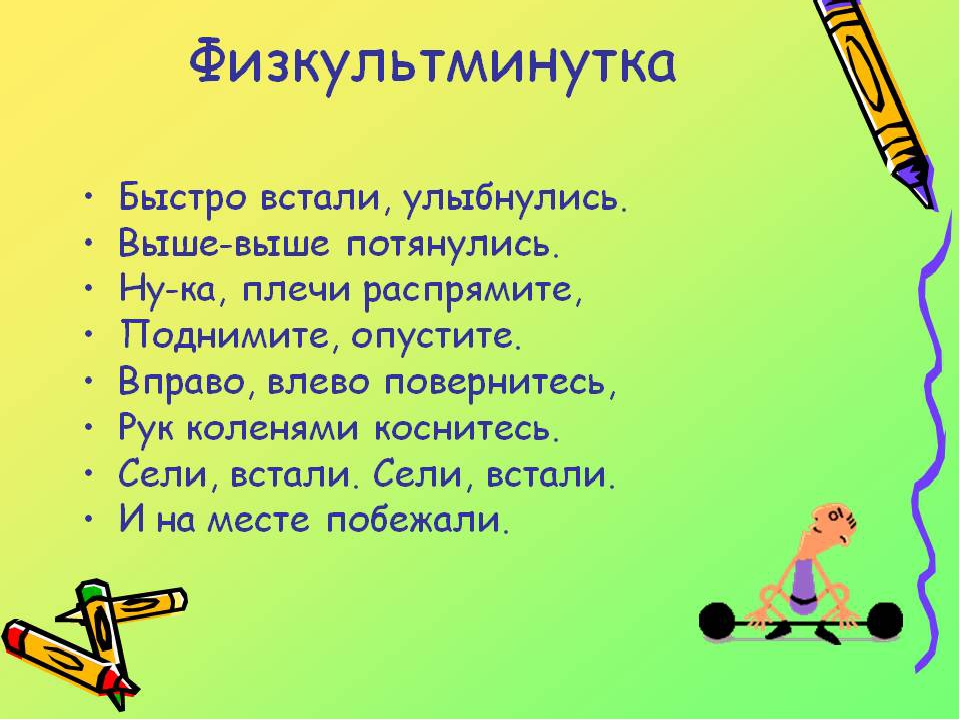 Физкультминутка
• Быстро встали, улыбнулись.
• Выше-выше потянулись.
• Ну-ка, плечи распрямите,
• Поднимите, опустите.
• Вправо, влево повернитесь,
• Рук коленями коснитесь.
• Сели, встали. Сели, встали.
• И на месте побежали.